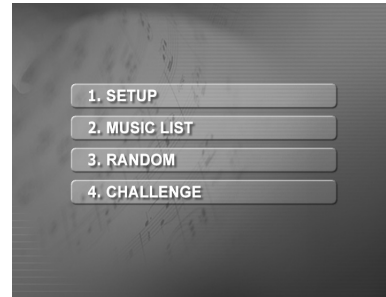 1. SETUP
2. MUSIC LIST
3. RANDOM
4. CHALLENGE